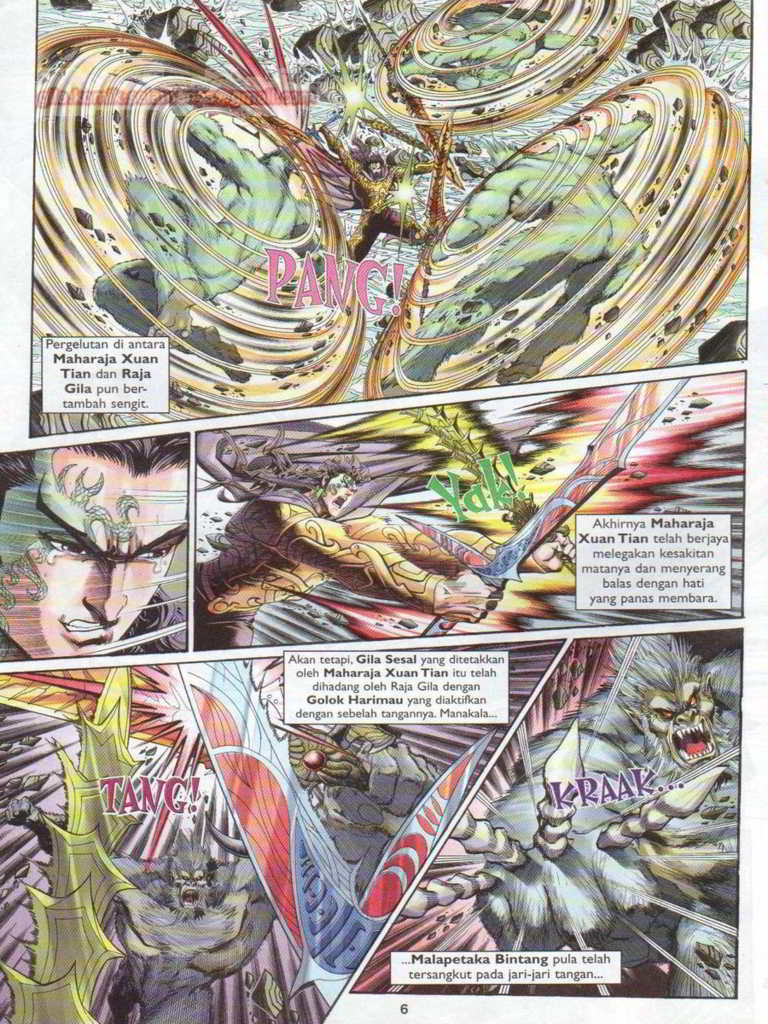 PANG!
Pergelutan di antara
Maharaja Xuan
Tian dan Raja
Gila pun ber-
tambah sengit.
Yak!
Akhirnya Maharaja
Xuan Tian telah berjaya
melegakan kesakitan
matanya dan menyerang
balas dengan hati
yang panas membara.
Akan tetapi, Gila Sesal yang ditetakkan
oleh Maharaja Xuan Tian itu telah
dihadang oleh Raja Gila dengan
Golok Harimau yang diaktifkan
dengan sebelah tangannya. Manakala...
TANG!
KRAAK...
...Malapetaka Bintang pula telah
tersangkut pada jari-jari tangan...
6